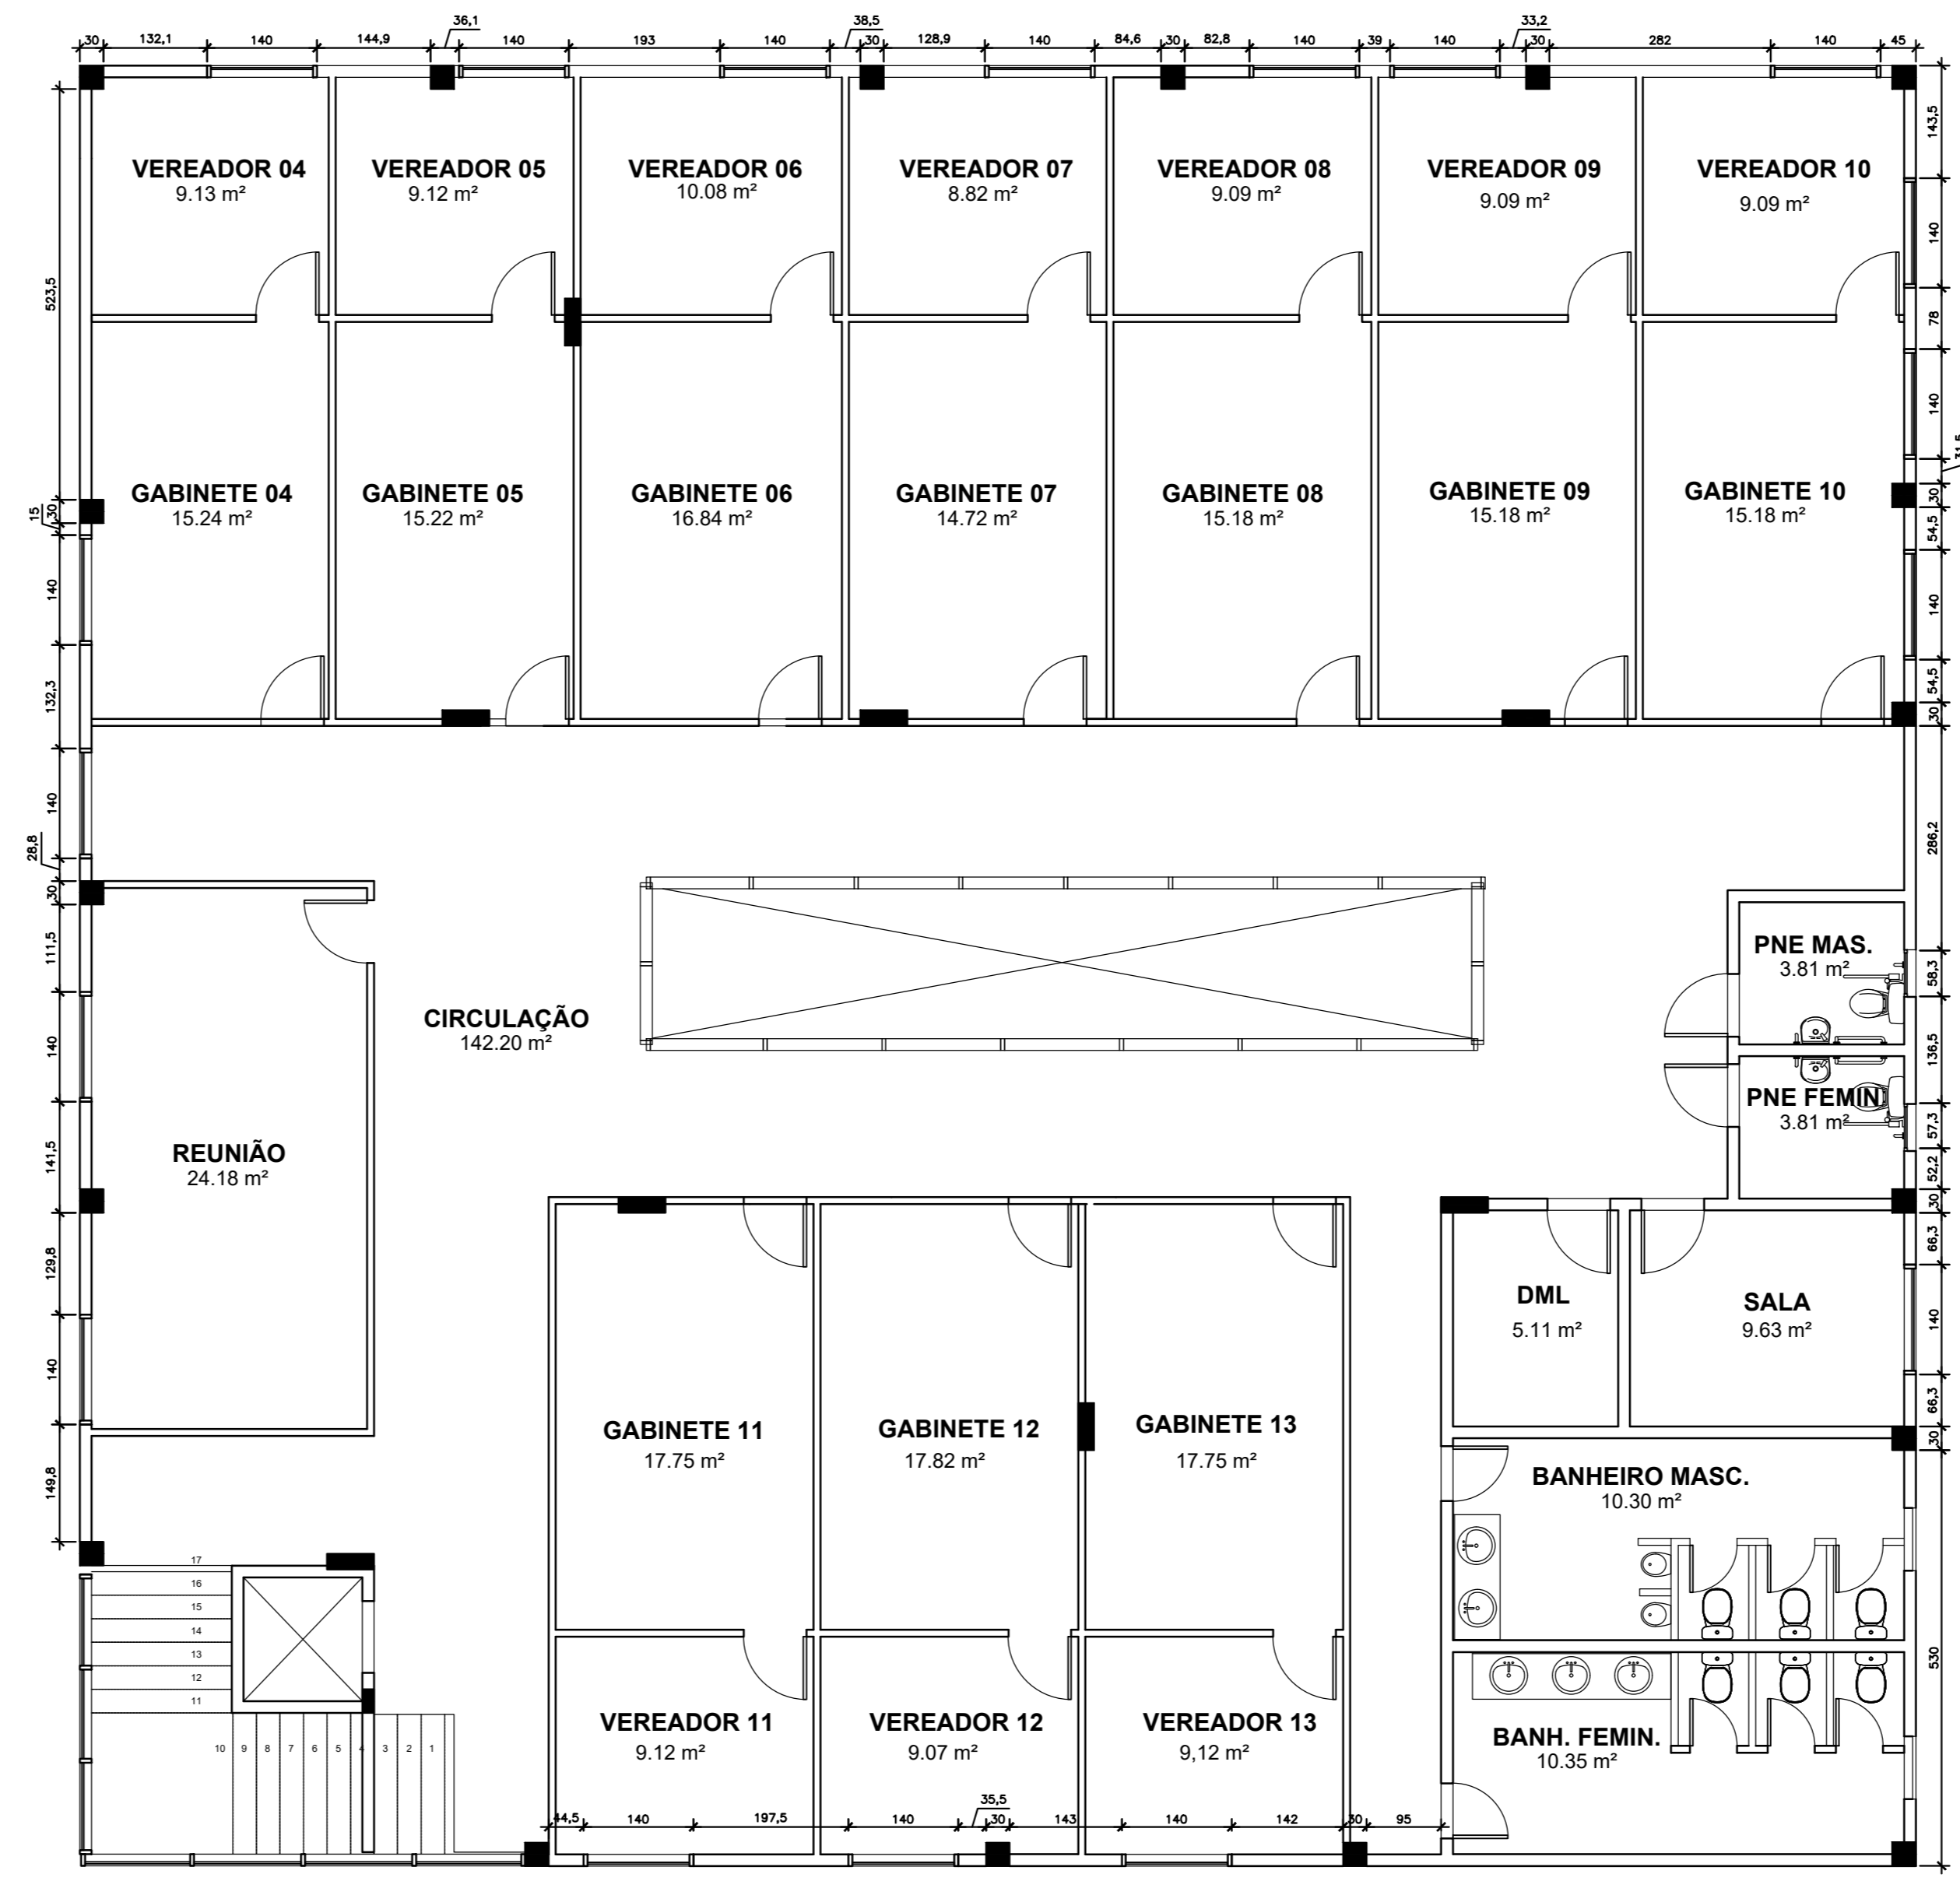 36,1
38,5
33,2
30 132,1 140 144,9 140 193 140 30 128,9 140 84,6 30 82,8 140 39 140 30 282 140 45
VEREADOR 04
9.13 m²
VEREADOR 05
9.12 m²
VEREADOR 06
10.08 m²
VEREADOR 07
8.82 m²
VEREADOR 08
9.09 m²
VEREADOR 09
9.09 m²
VEREADOR 10
9.09 m²
GABINETE 04
15.24 m²
GABINETE 05
15.22 m²
GABINETE 06
16.84 m²
GABINETE 07
14.72 m²
GABINETE 08
15.18 m²
GABINETE 09
15.18 m²
GABINETE 10
15.18 m²
523,5
30
15
140
132,3
140
28,8
30
111,5
140
141,5
129,8
140
149,8
143,5
140
78
140
31,5
30
54,5
140
54,5
30
286,2
58,3
136,5
57,3
52,2
30
66,3
140
66,3
30
530
CIRCULAÇÃO
142.20 m²
PNE MAS.
3.81 m²
PNE FEMIN
3.81 m²
REUNIÃO
24.18 m²
DML
5.11 m²
SALA
9.63 m²
GABINETE 11
17.75 m²
GABINETE 12
17.82 m²
GABINETE 13
17.75 m²
BANHEIRO MASC.
10.30 m²
17
16
15
14
13
12
11
10 9 8 7 6 5 4 3 2 1
VEREADOR 11
9.12 m²
VEREADOR 12
9.07 m²
VEREADOR 13
9,12 m²
BANH. FEMIN.
10.35 m²
35,5
44,5 140 197,5 140 30 143 140 142 30 95